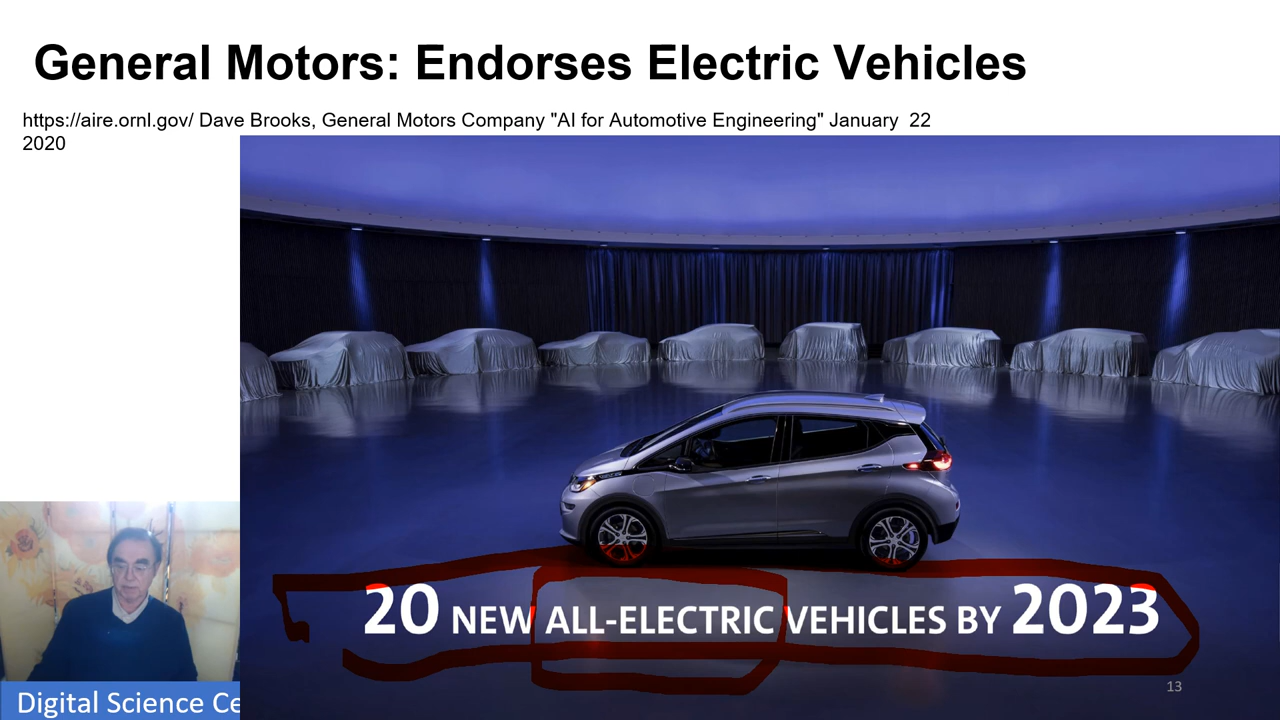 General Motors: Endorses Electric Vehicles
https://aire.ornl.gov/ Dave Brooks, General Motors Company "AI for Automotive Engineering" January 22
2020
20 NEW ALL-ELECTRIC VEHICLES BY 2023
13
Digital Science Ce